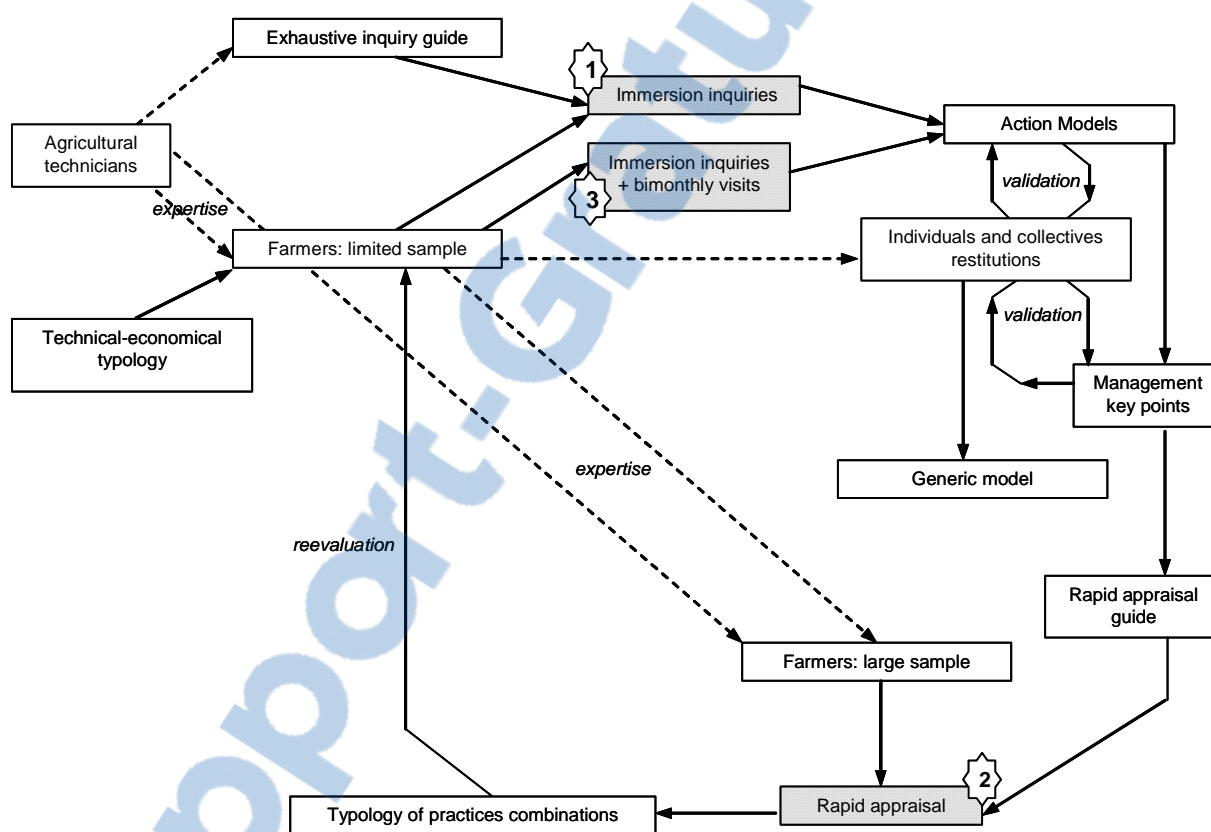 Exhaustive inquiry guide
1
Immersion inquiries
Action Models
Agricultural
technicians
Immersion inquiries
+ bimonthly visits
3
validation
expertise
Farmers: limited sample
Individuals and collectives
restitutions
Technical-economical
typology
validation
Management
key points
expertise
Generic model
reevaluation
Rapid appraisal
guide
Farmers: large sample
2
Rapid appraisal
Typology of practices combinations
pport-Gratu